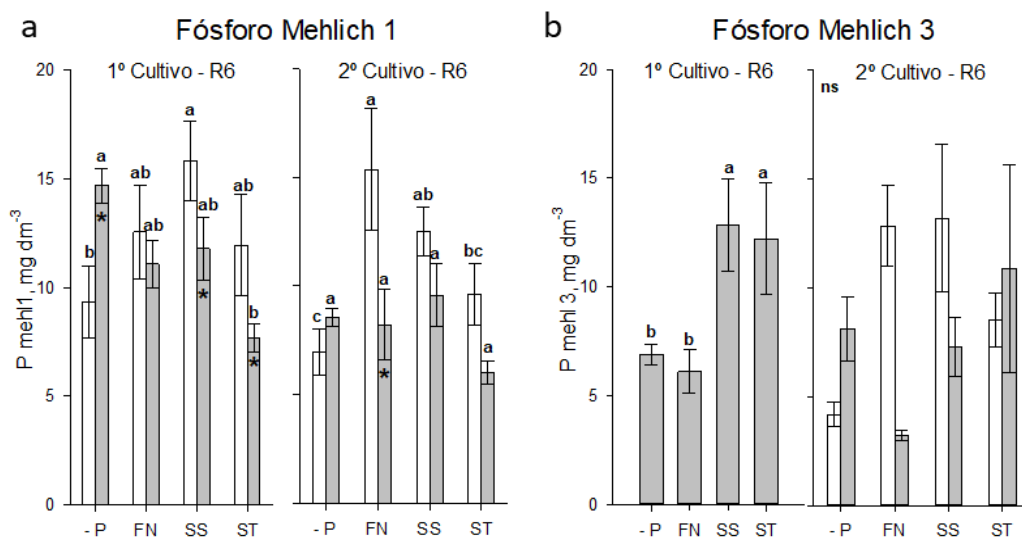 a
Fósforo Mehlich 1
1º Cultivo - R6
2º Cultivo - R6
P mehl1, mg dm⁻³
20
15
10
5
0
b
a
*
ab
ab
a
ab
*
ab
b
*
c
a
a
a
*
ab
a
bc
a
- P
FN
SS
ST
- P
FN
SS
ST
b
Fósforo Mehlich 3
1º Cultivo - R6
2º Cultivo - R6
ns
P mehl 3, mg dm⁻³
20
15
10
5
0
b
b
a
a
- P
FN
SS
ST
- P
FN
SS
ST